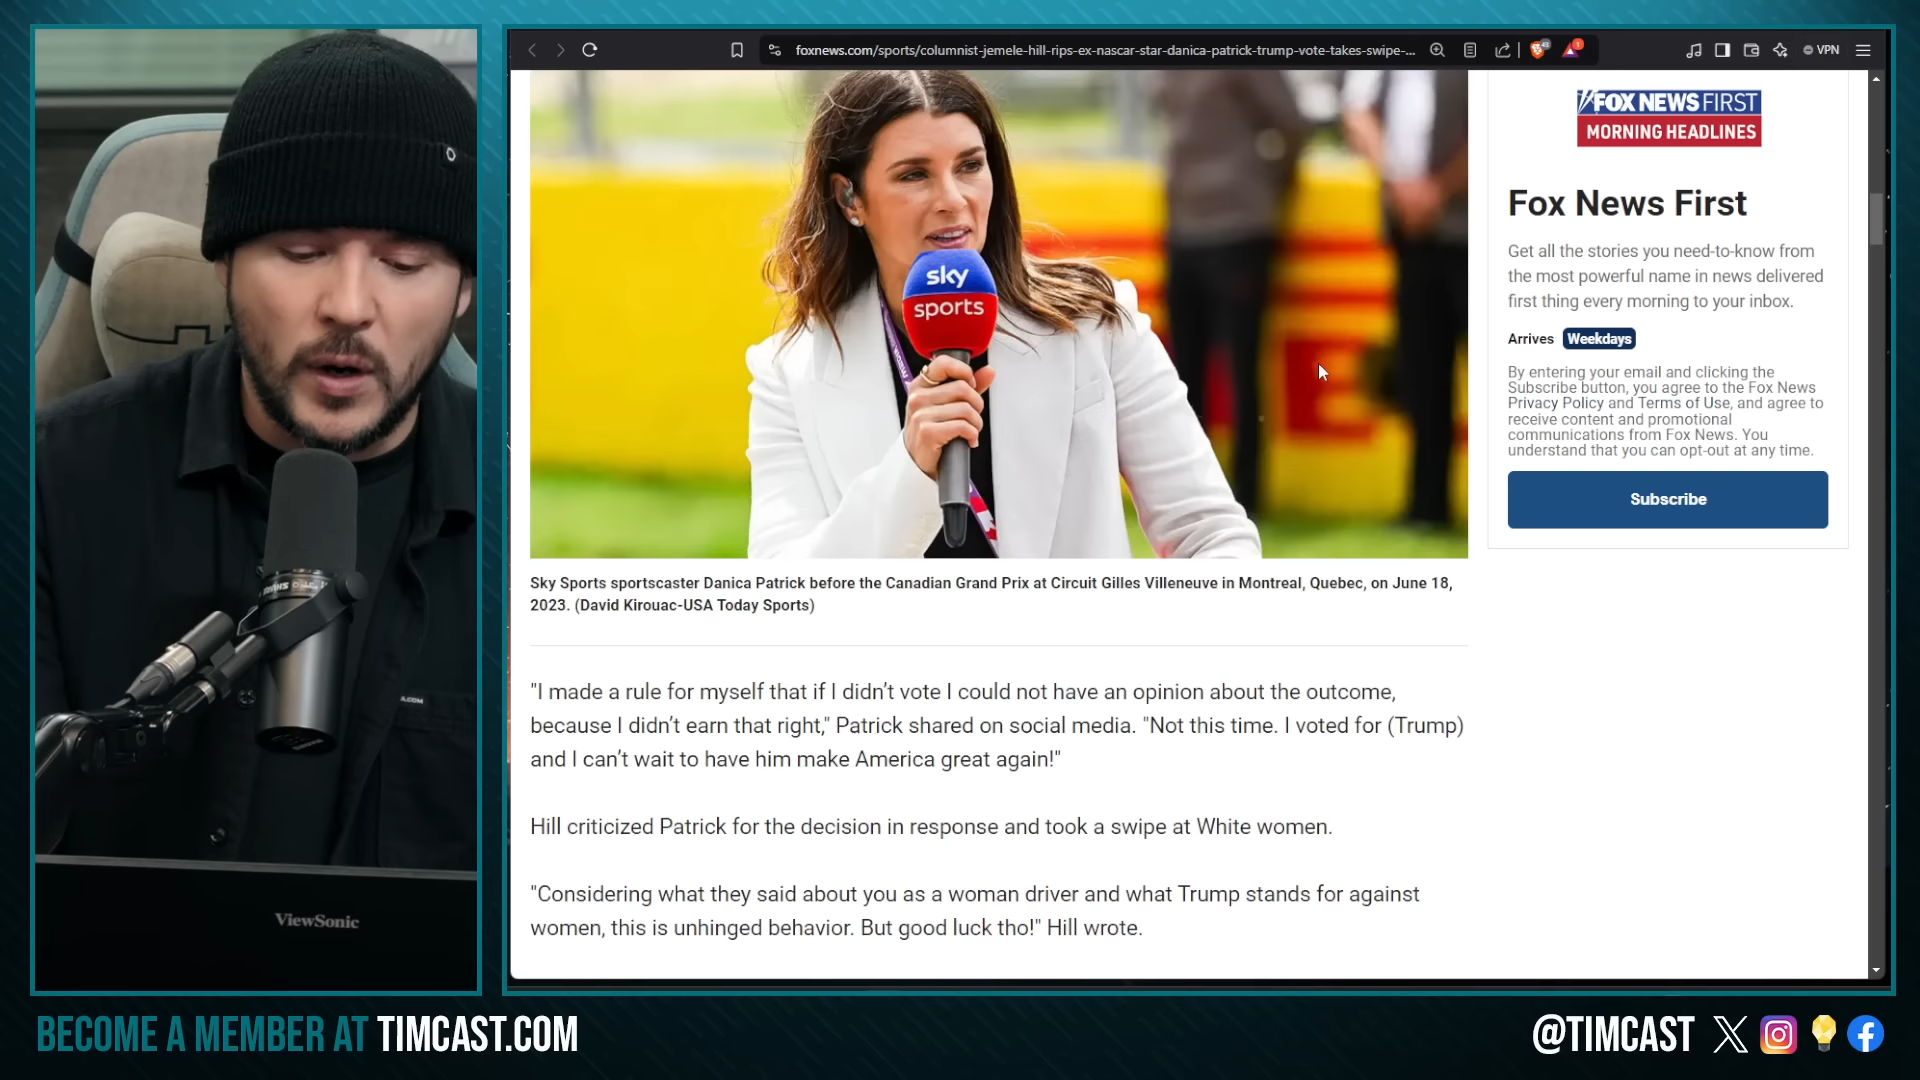 foxnews.com/sports/columnist-jemele-hill-rips-ex-nascar-star-danica-patrick-trump-vote-takes-swipe-...
VPN
sky
sports
FOX NEWS FIRST
MORNING HEADLINES
Fox News First
Get all the stories you need-to-know from
the most powerful name in news delivered
first thing every morning to your inbox.
Arrives Weekdays
By entering your email and clicking the
Subscribe button, you agree to the Fox News
Privacy Policy and Terms of Use, and agree to
receive content and promotional
communications from Fox News. You
understand that you can opt-out at any time.
Subscribe
Sky Sports sportscaster Danica Patrick before the Canadian Grand Prix at Circuit Gilles Villeneuve in Montreal, Quebec, on June 18,
2023. (David Kirouac-USA Today Sports)
"I made a rule for myself that if I didn’t vote I could not have an opinion about the outcome,
because I didn’t earn that right," Patrick shared on social media. "Not this time. I voted for (Trump)
and I can’t wait to have him make America great again!"
Hill criticized Patrick for the decision in response and took a swipe at White women.
"Considering what they said about you as a woman driver and what Trump stands for against
women, this is unhinged behavior. But good luck tho!" Hill wrote.
ViewSonic
BECOME A MEMBER AT TIMCAST.COM
@TIMCAST